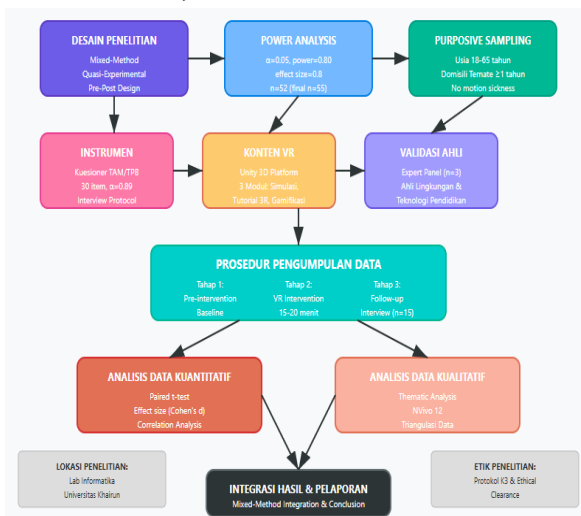 DESAIN PENELITIAN
Mixed-Method
Quasi-Experimental
Pre-Post Design
POWER ANALYSIS
α=0.05, power=0.80
effect size=0.8
n=52 (final n=55)
PURPOSIVE SAMPLING
Usia 18-65 tahun
Domisili Ternate ≥1 tahun
No motion sickness
INSTRUMEN
Kuesioner TAM/TPB
30 item, α=0.89
Interview Protocol
KONTEN VR
Unity 3D Platform
3 Modul: Simulasi,
Tutorial 3R, Gamifikasi
VALIDASI AHLI
Expert Panel (n=3)
Ahli Lingkungan &
Teknologi Pendidikan
PROSEDUR PENGUMPULAN DATA
Tahap 1:
Pre-intervention
Baseline
Tahap 2:
VR Intervention
15-20 menit
Tahap 3:
Follow-up
Interview (n=15)
ANALISIS DATA KUANTITATIF
Paired t-test
Effect size (Cohen's d)
Correlation Analysis
ANALISIS DATA KUALITATIF
Thematic Analysis
NVivo 12
Triangulasi Data
LOKASI PENELITIAN:
Lab Informatika
Universitas Khairun
INTEGRASI HASIL & PELAPORAN
Mixed-Method Integration & Conclusion
ETIK PENELITIAN:
Protokol K3 & Ethical
Clearance